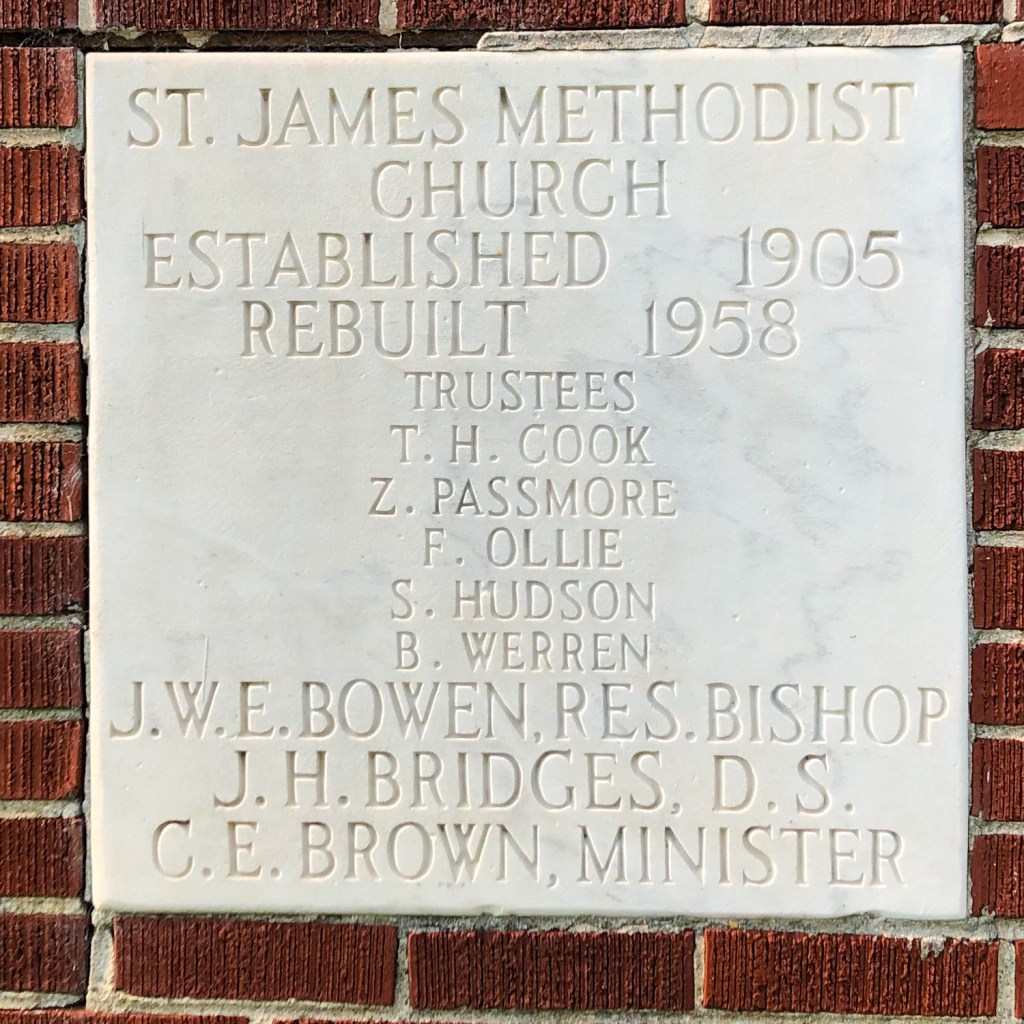 ST. JAMES METHODIST
CHURCH
ESTABLISHED 1905
REBUILT 1958
TRUSTEES
T. H. COOK
Z. PASSMORE
F. OLLIE
S. HUDSON
B. WERREN
J.W.E. BOWEN, RES. BISHOP
J. H. BRIDGES, D. S.
C. E. BROWN, MINISTER